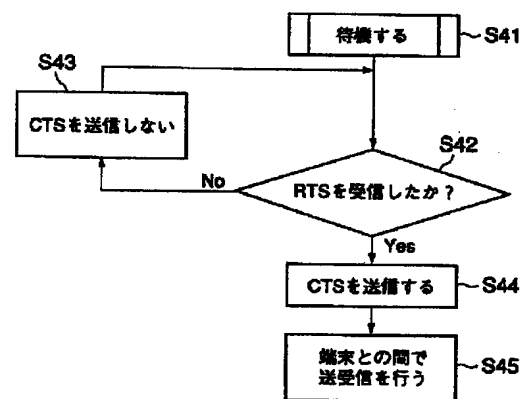 待機する
S41
S43
CTSを送信しない
S42
RTSを受信したか？
No
Yes
CTSを送信する
S44
端末との間で
送受信を行う
S45